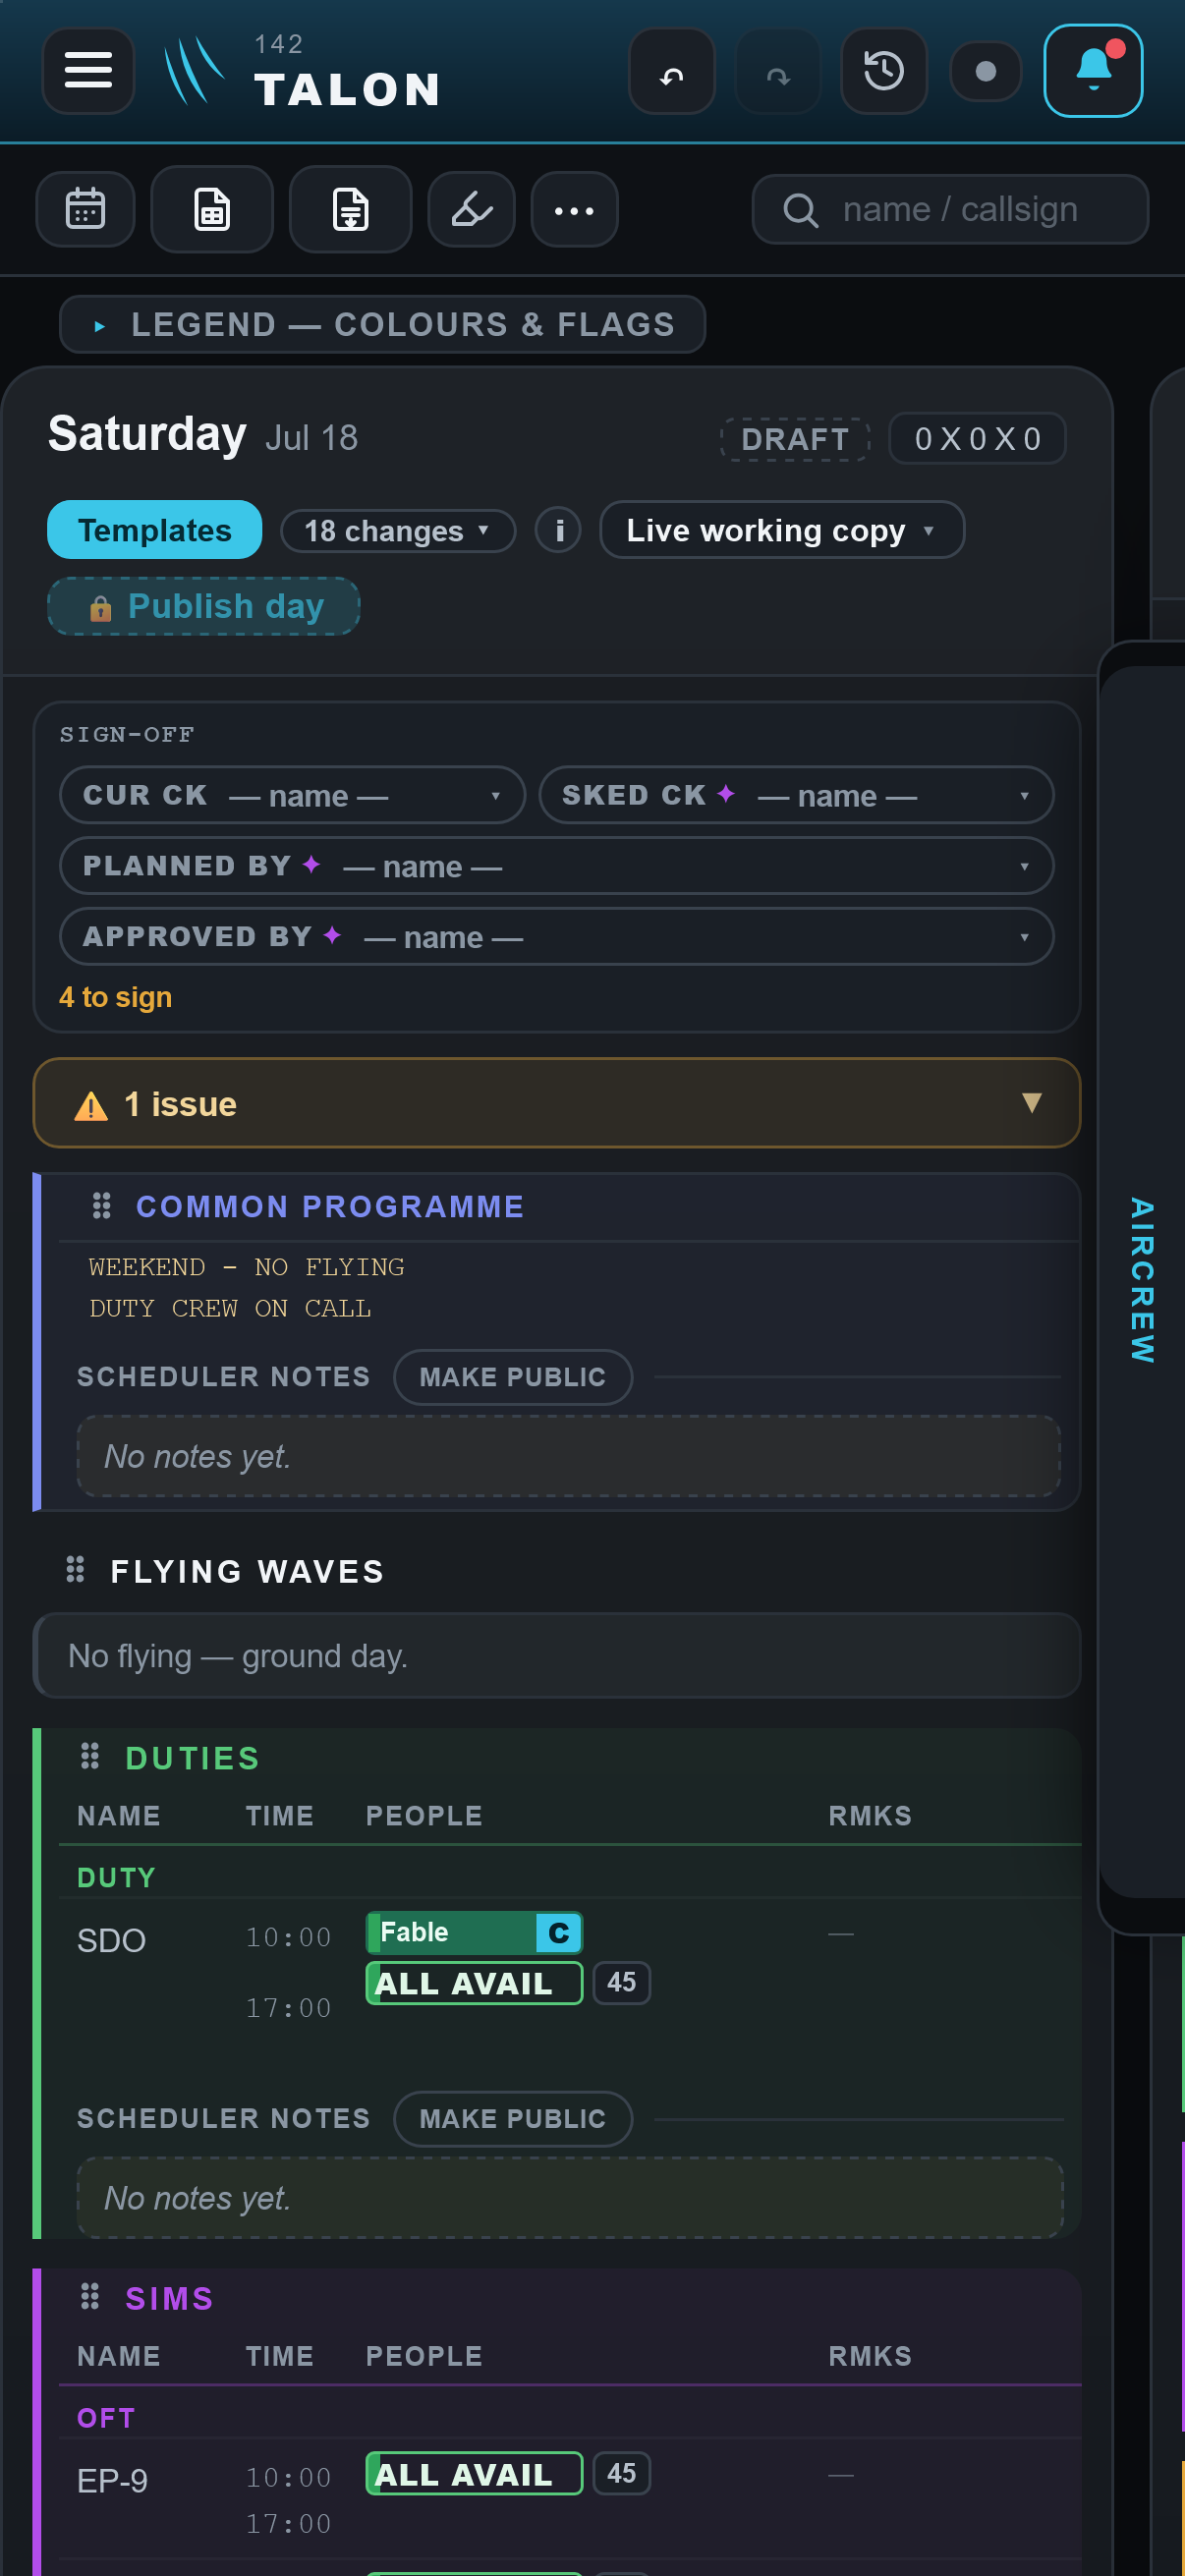 142
TALON
name / callsign
▸ LEGEND — COLOURS & FLAGS
Saturday Jul 18 DRAFT 0 X 0 X 0
Templates 18 changes ▾ i Live working copy ▾
🔒 Publish day
SIGN-OFF
CUR CK — name — ▾ SKED CK ✦ — name — ▾
PLANNED BY ✦ — name — ▾
APPROVED BY ✦ — name — ▾
4 to sign
⚠️ 1 issue ▼
⠿ COMMON PROGRAMME
WEEKEND – NO FLYING
DUTY CREW ON CALL
SCHEDULER NOTES MAKE PUBLIC
No notes yet.
⠿ FLYING WAVES
No flying — ground day.
⠿ DUTIES
NAME TIME PEOPLE RMKS
DUTY
SDO 10:00 Fable C —
ALL AVAIL 45
17:00
SCHEDULER NOTES MAKE PUBLIC
No notes yet.
⠿ SIMS
NAME TIME PEOPLE RMKS
OFT
EP-9 10:00 ALL AVAIL 45 —
17:00
AIRCREW